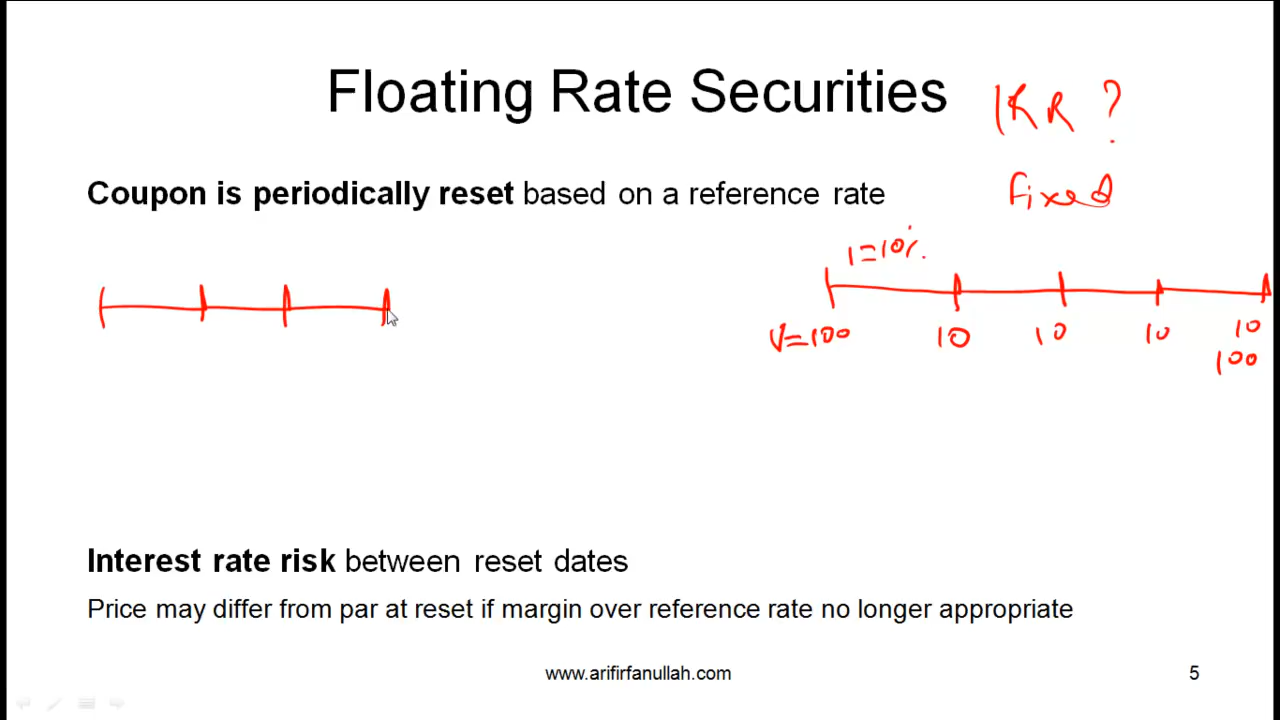 Floating Rate Securities
IRR ?
Coupon is periodically reset based on a reference rate
Fixed
I=10%.
V=100 10 10 10 10
100
Interest rate risk between reset dates
Price may differ from par at reset if margin over reference rate no longer appropriate
www.arifirfanullah.com
5